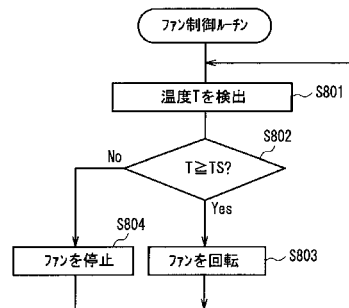 ファン制御ルーチン
温度Tを検出
S801
S802
T≧TS?
No
Yes
S804
ファンを停止
ファンを回転
S803